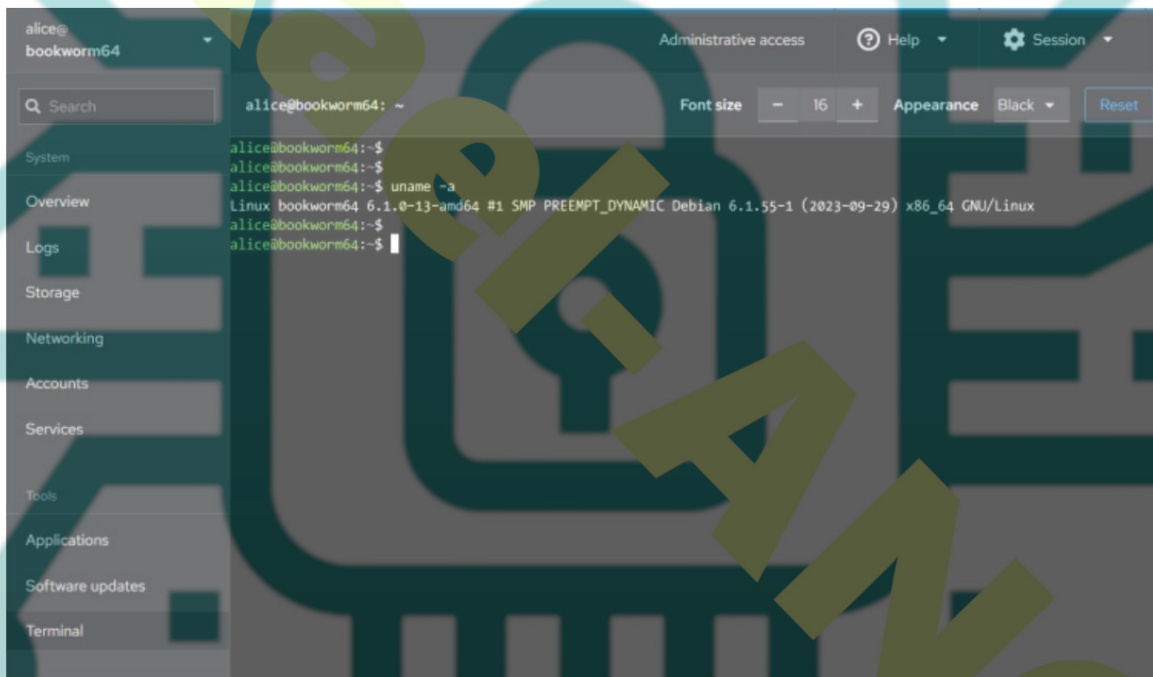 alice@
bookworm64
Administrative access
Help
Session
Search
alice@bookworm64: ~
Font size
16
Appearance
Black
Reset
System
Overview
Logs
Storage
Networking
Accounts
Services
Tools
Applications
Software updates
Terminal
alice@bookworm64:~$
alice@bookworm64:~$
alice@bookworm64:~$ uname -a
Linux bookworm64 6.1.0-13-amd64 #1 SMP PREEMPT_DYNAMIC Debian 6.1.55-1 (2023-09-29) x86_64 GNU/Linux
alice@bookworm64:~$
alice@bookworm64:~$